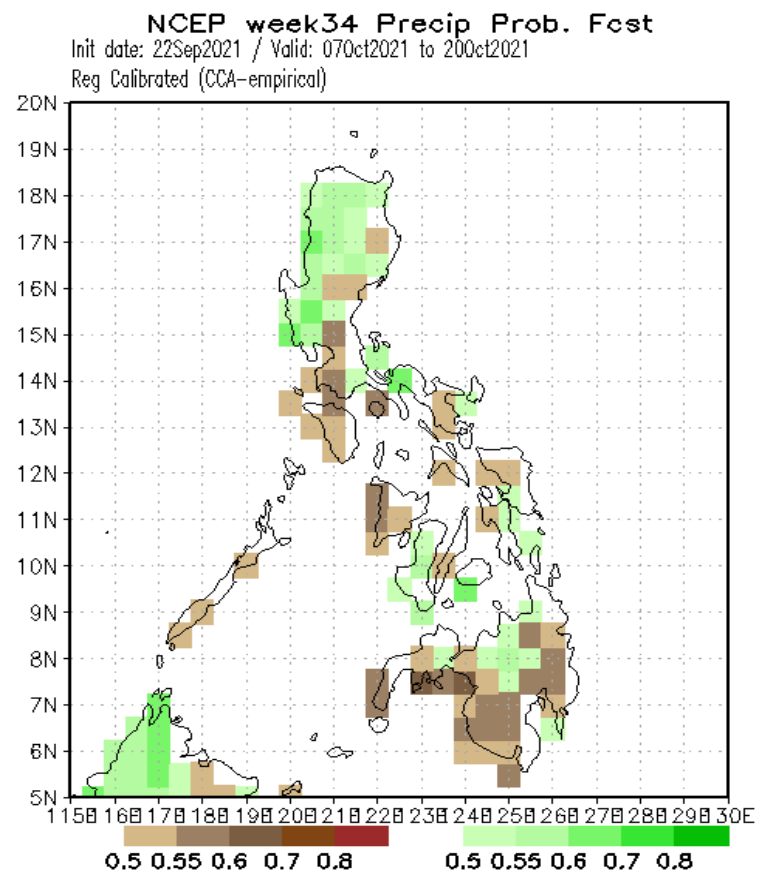 NCEP week34 Precip Prob. Fcst
Init date: 22Sep2021 / Valid: 07Oct2021 to 20Oct2021
Reg Calibrated (CCA-empirical)
20N
19N
18N
17N
16N
15N
14N
13N
12N
11N
10N
9N
8N
7N
6N
5N
115E 116E 117E 118E 119E 120E 121E 122E 123E 124E 125E 126E 127E 128E 129E 130E
0.5 0.55 0.6 0.7 0.8 0.5 0.55 0.6 0.7 0.8